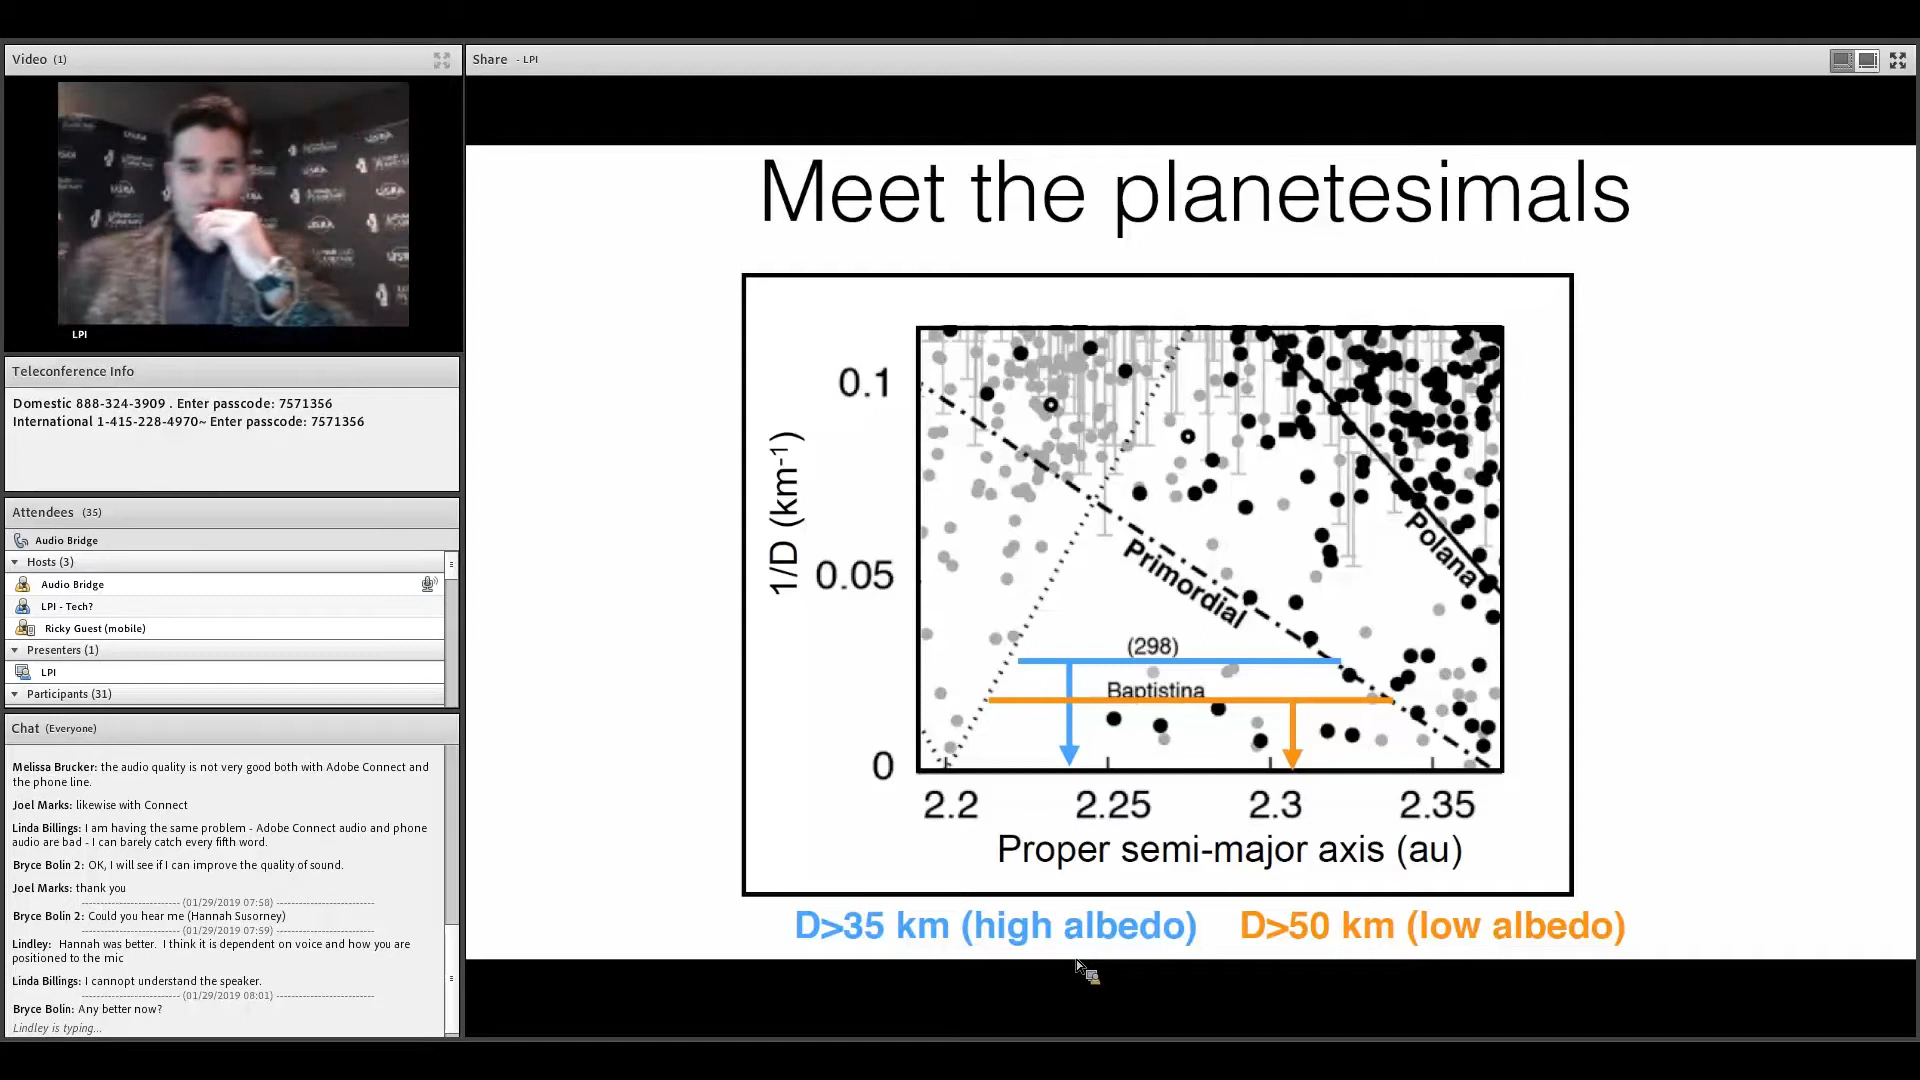 Video (1)
LPI
Teleconference Info
Domestic 888-324-3909 . Enter passcode: 7571356
International 1-415-228-4970~ Enter passcode: 7571356
Attendees (35)
Audio Bridge
Hosts (3)
Audio Bridge
LPI - Tech?
Ricky Guest (mobile)
Presenters (1)
LPI
Participants (31)
Chat (Everyone)
Melissa Brucker: the audio quality is not very good both with Adobe Connect and
the phone line.
Joel Marks: likewise with Connect
Linda Billings: I am having the same problem - Adobe Connect audio and phone
audio are bad - I can barely catch every fifth word.
Bryce Bolin 2: OK, I will see if I can improve the quality of sound.
Joel Marks: thank you
------------------------- (01/29/2019 07:58) ------------------------
Bryce Bolin 2: Could you hear me (Hannah Susorney)
------------------------- (01/29/2019 07:59) ------------------------
Lindley: Hannah was better. I think it is dependent on voice and how you are
positioned to the mic
Linda Billings: I cannopt understand the speaker.
------------------------- (01/29/2019 08:01) ------------------------
Bryce Bolin: Any better now?
Lindley is typing...
Share - LPI
Meet the planetesimals
0.1
1/D (km-1)
0.05
0
Polana
Primordial
(298)
Baptistina
2.2 2.25 2.3 2.35
Proper semi-major axis (au)
D>35 km (high albedo) D>50 km (low albedo)